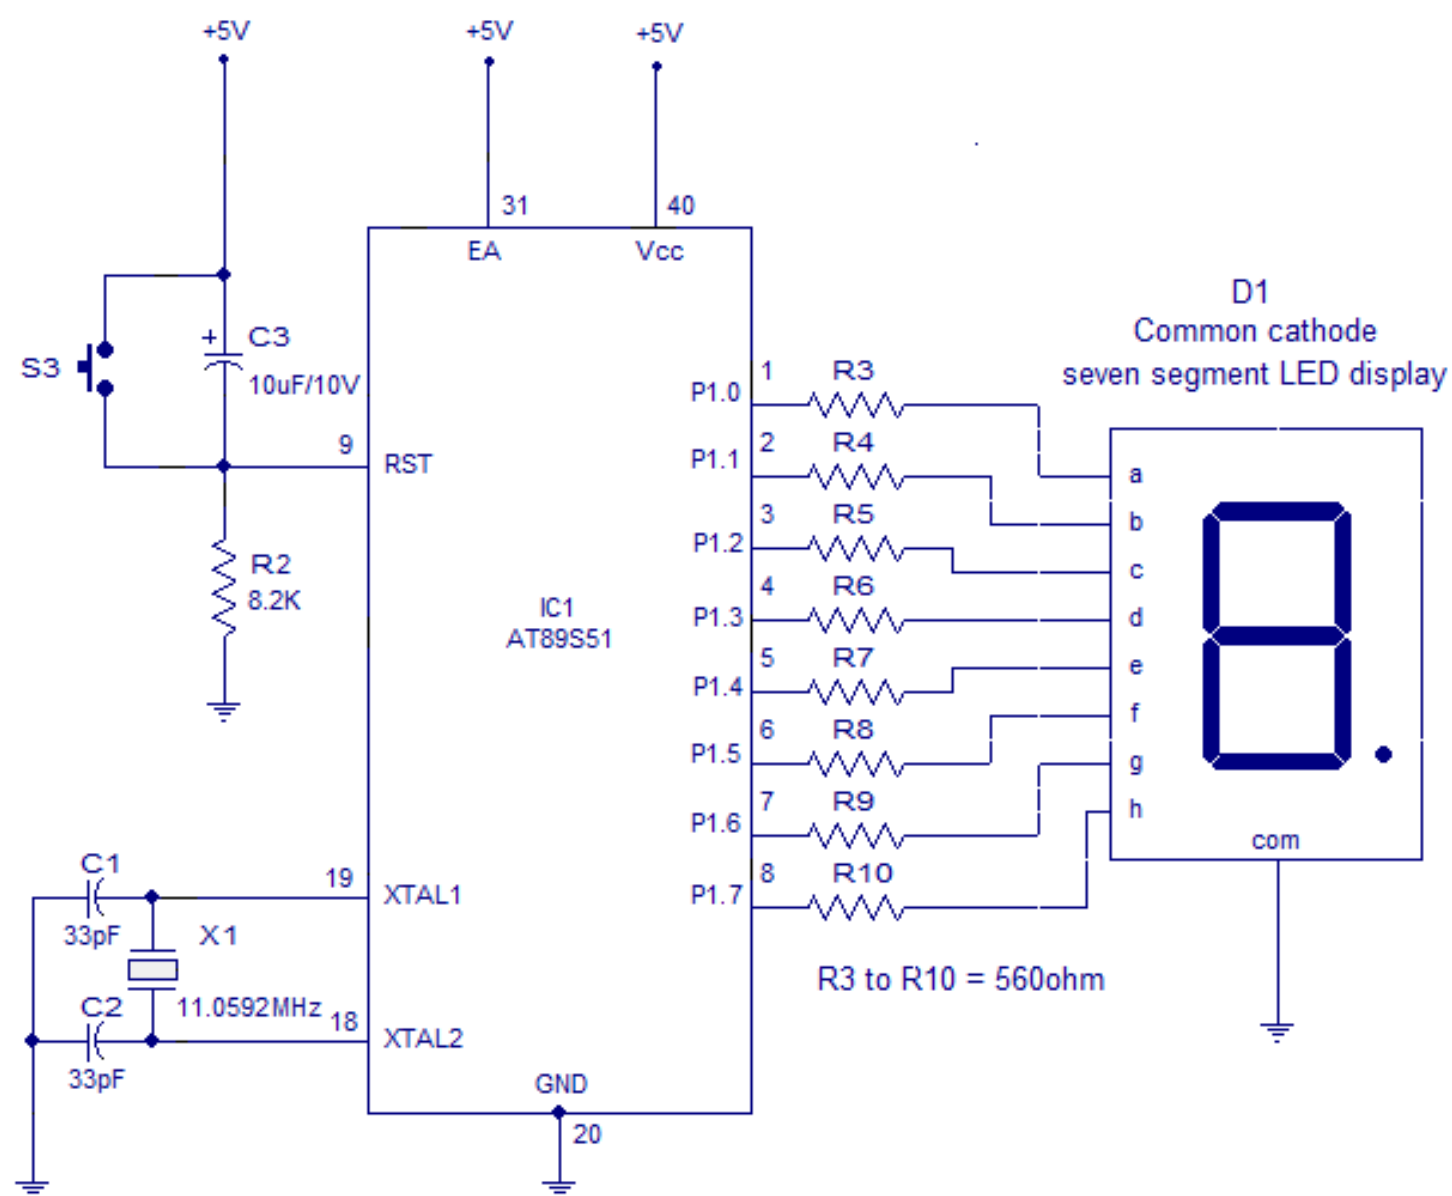 +5V
+5V
+5V
31
40
EA
Vcc
D1
Common cathode
seven segment LED display
S3
+
C3
10uF/10V
9
RST
R2
8.2K
IC1
AT89S51
P1.0
1
R3
a
P1.1
2
R4
b
P1.2
3
R5
c
P1.3
4
R6
d
P1.4
5
R7
e
P1.5
6
R8
f
P1.6
7
R9
g
P1.7
8
R10
h
com
R3 to R10 = 560ohm
C1
33pF
19
XTAL1
X1
11.0592MHz
C2
33pF
18
XTAL2
GND
20